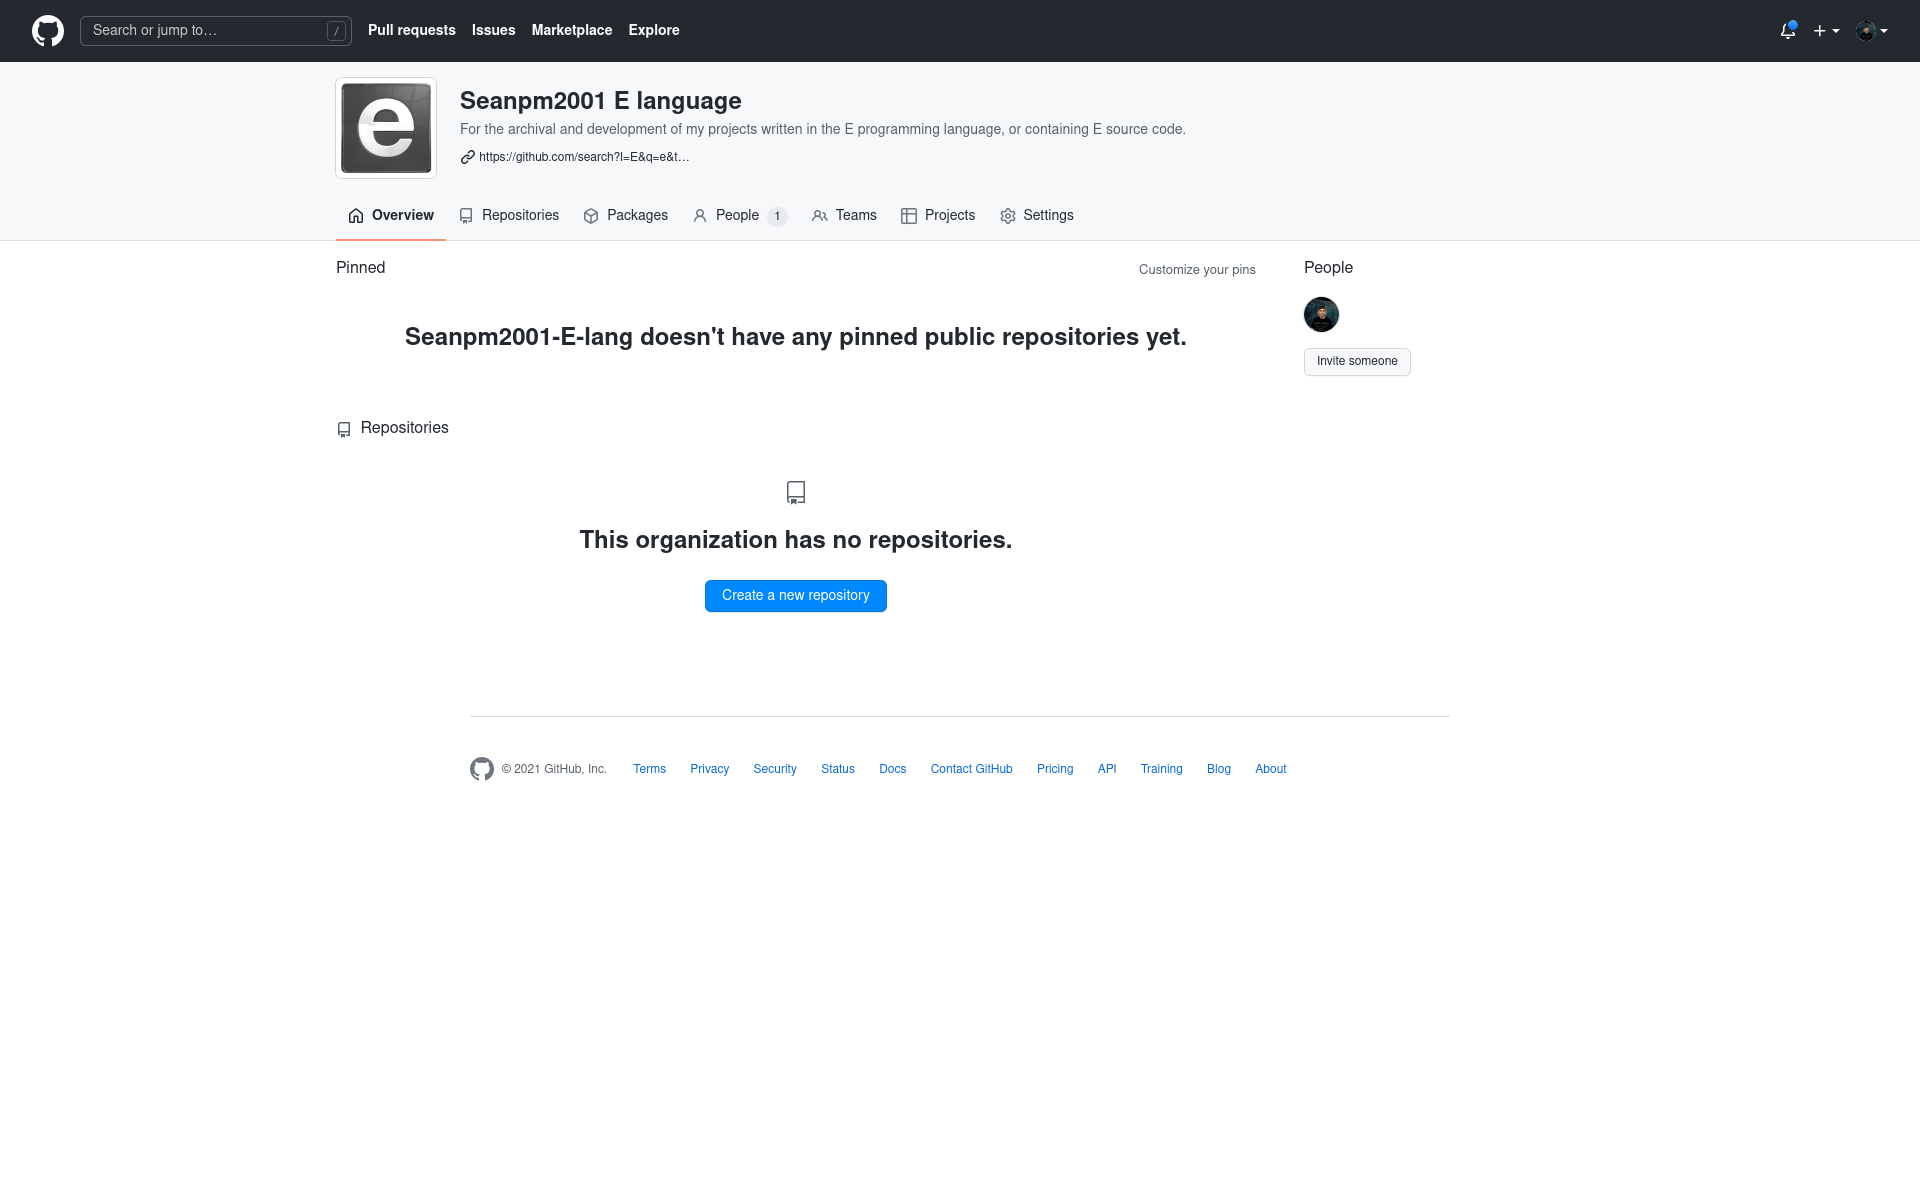 Search or jump to… /
Pull requests Issues Marketplace Explore
e
Seanpm2001 E language
For the archival and development of my projects written in the E programming language, or containing E source code.
https://github.com/search?l=E&q=e&t…
Overview Repositories Packages People 1 Teams Projects Settings
Pinned Customize your pins
Seanpm2001-E-lang doesn't have any pinned public repositories yet.
People
Invite someone
Repositories
This organization has no repositories.
Create a new repository
© 2021 GitHub, Inc. Terms Privacy Security Status Docs Contact GitHub Pricing API Training Blog About